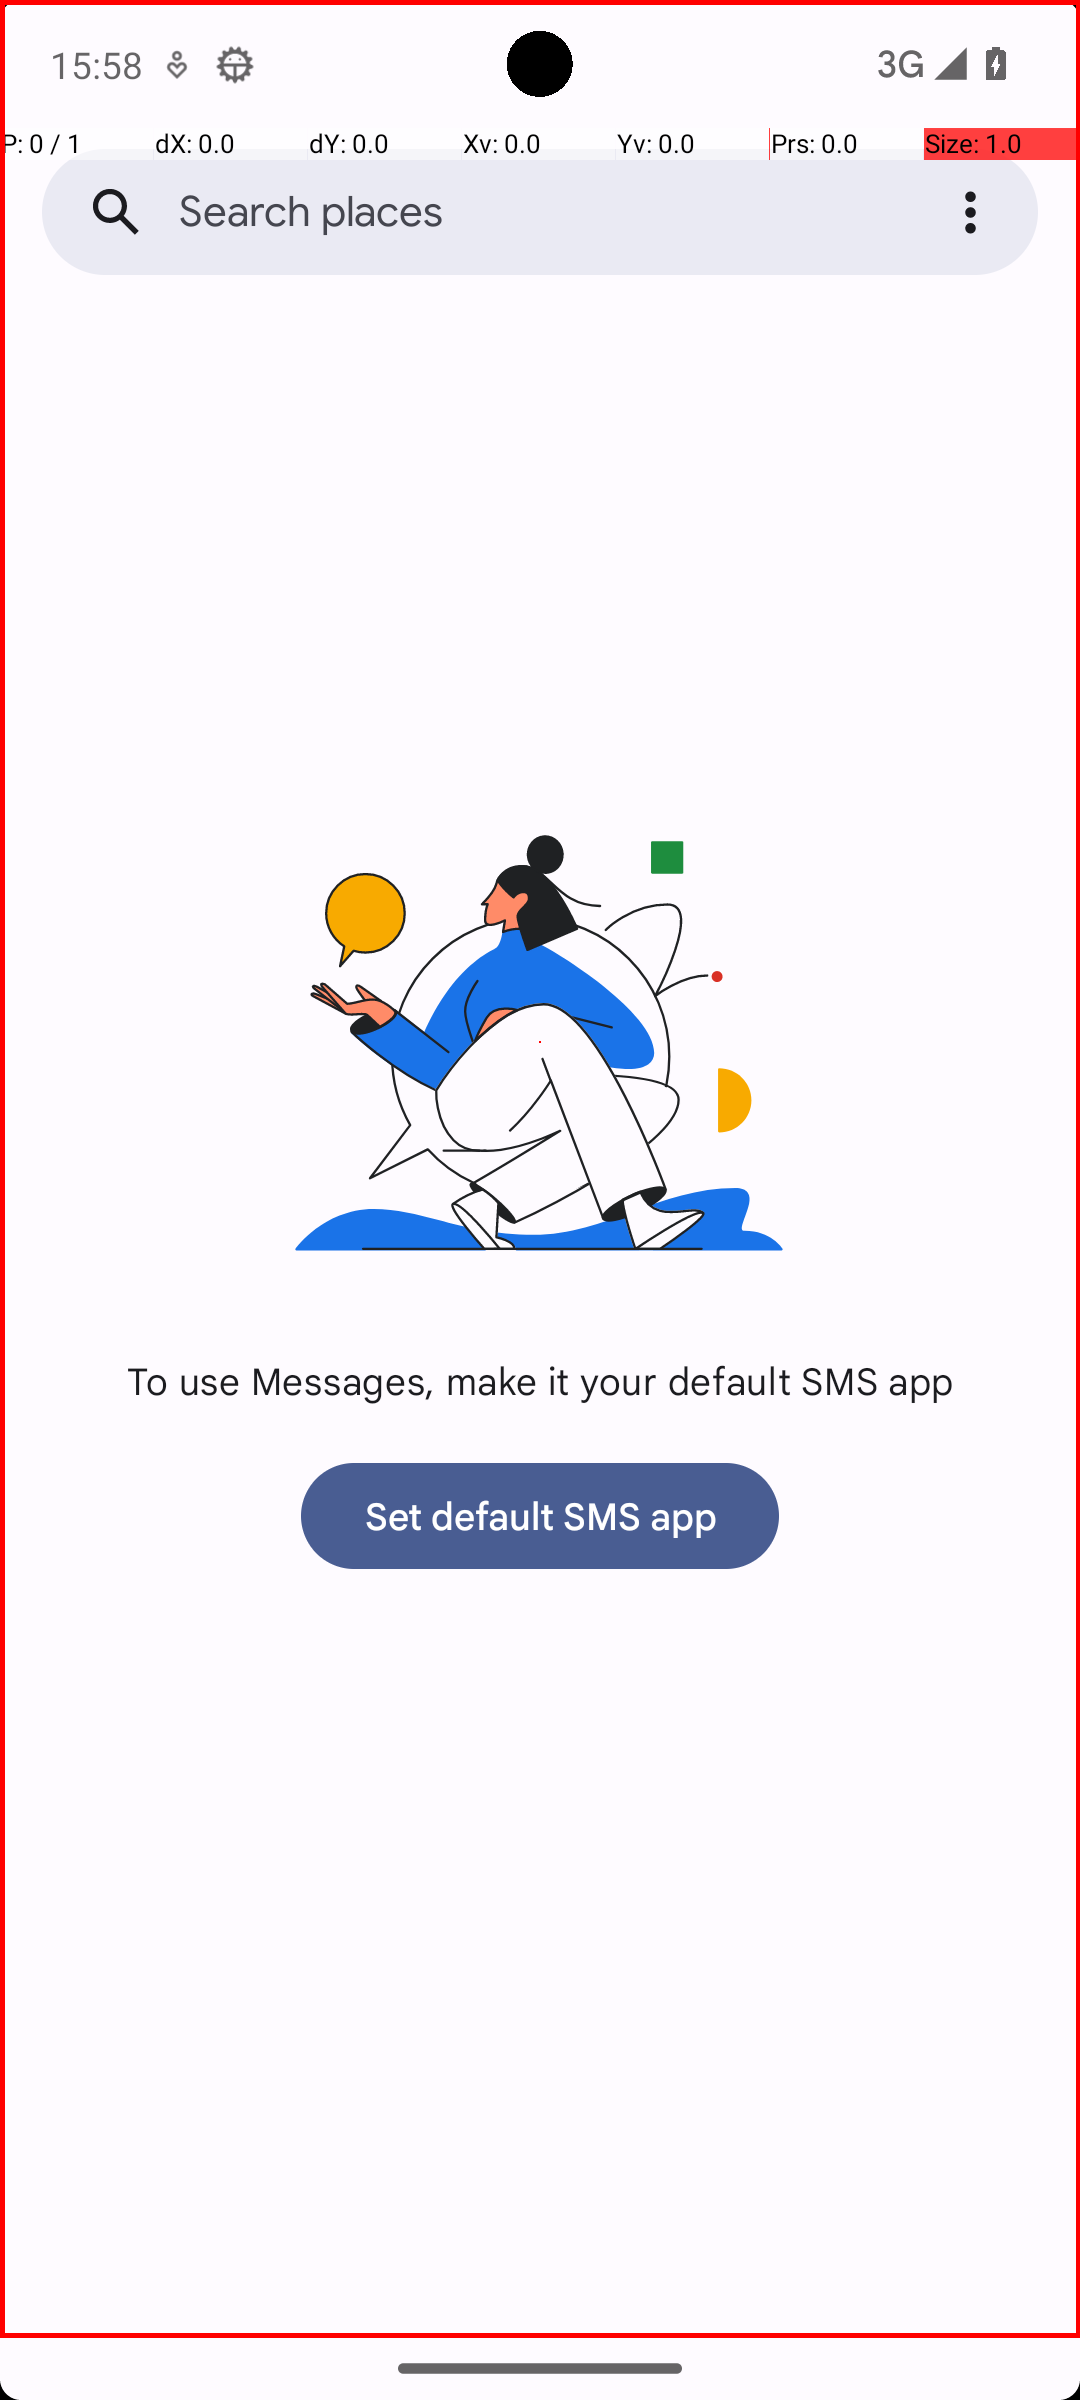 15:58
3G
P: 0 / 1 dX: 0.0 dY: 0.0 Xv: 0.0 Yv: 0.0 Prs: 0.0 Size: 1.0
Search places
To use Messages, make it your default SMS app
Set default SMS app